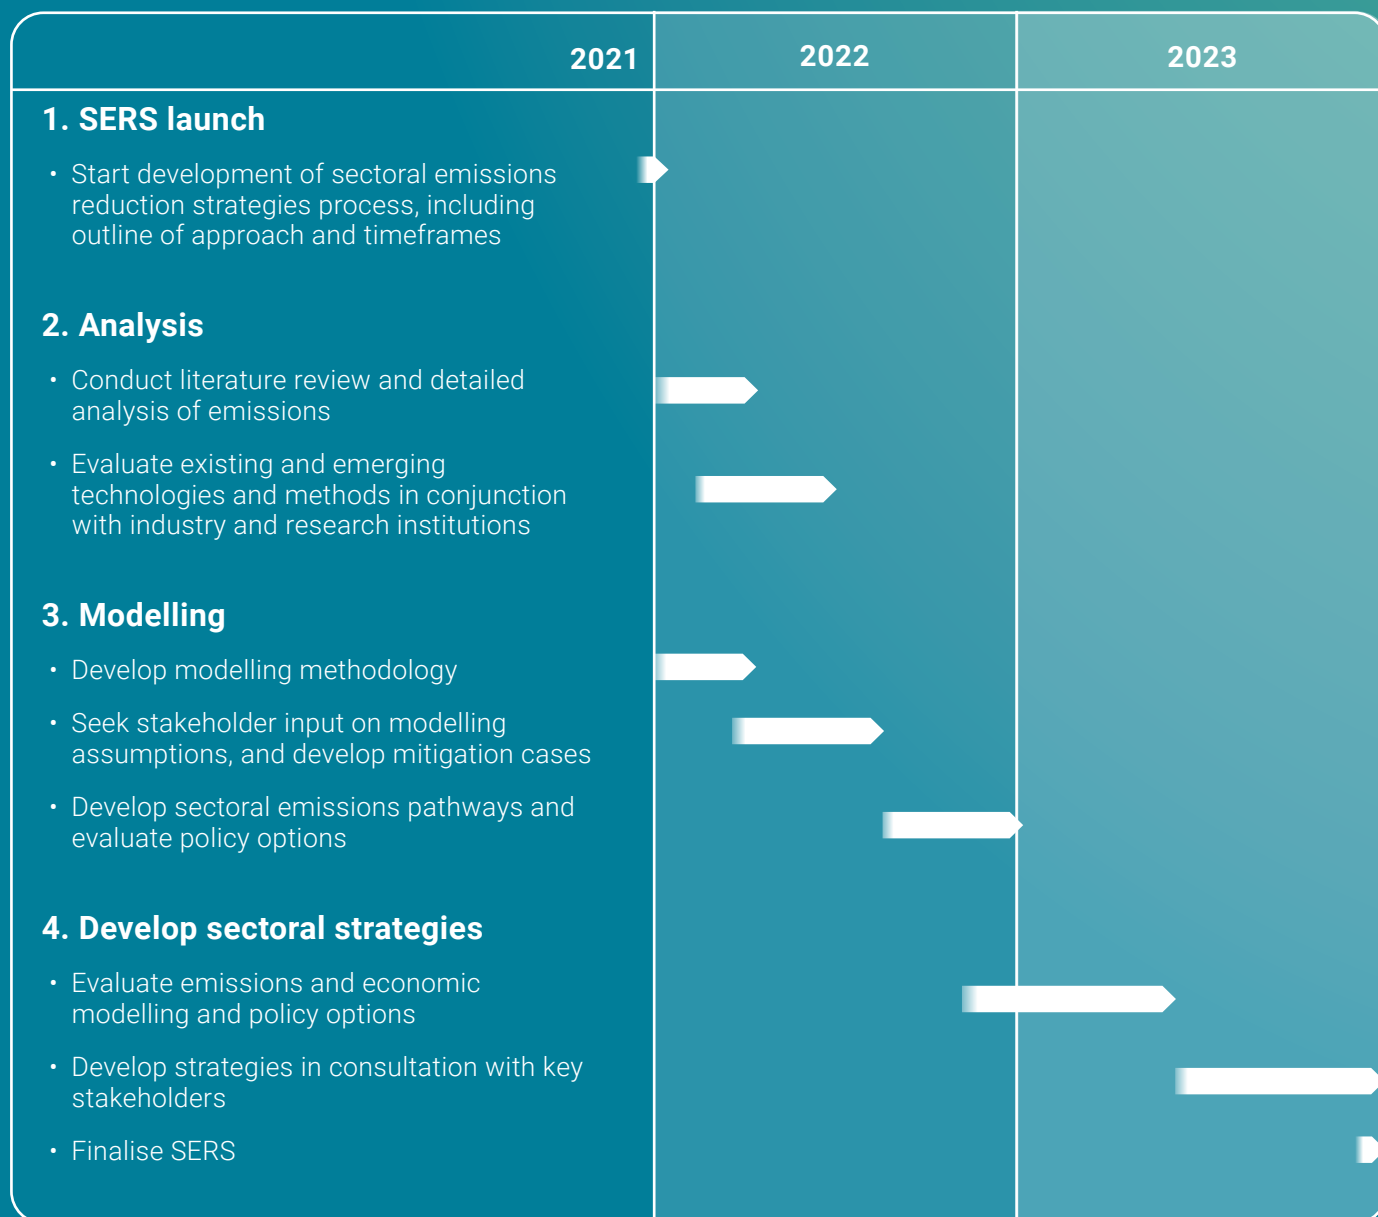 2021
2022
2023
1. SERS launch
• Start development of sectoral emissions
reduction strategies process, including
outline of approach and timeframes
2. Analysis
• Conduct literature review and detailed
analysis of emissions
• Evaluate existing and emerging
technologies and methods in conjunction
with industry and research institutions
3. Modelling
• Develop modelling methodology
• Seek stakeholder input on modelling
assumptions, and develop mitigation cases
• Develop sectoral emissions pathways and
evaluate policy options
4. Develop sectoral strategies
• Evaluate emissions and economic
modelling and policy options
• Develop strategies in consultation with key
stakeholders
• Finalise SERS